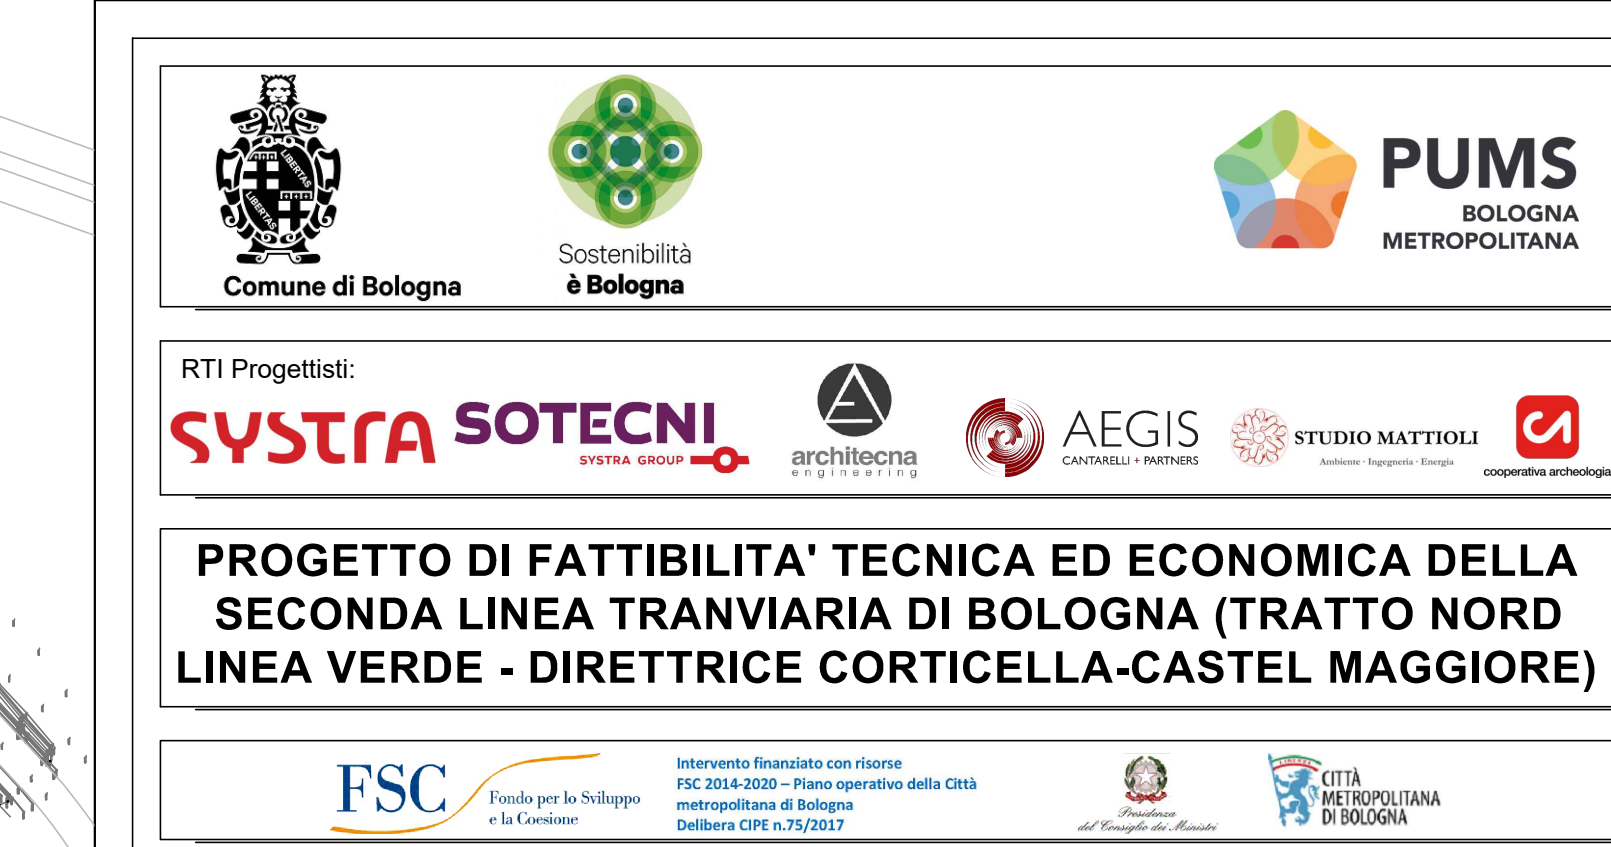 LIBERTAS
LIBERTAS
Comune di Bologna
Sostenibilità
è Bologna
PUMS
BOLOGNA
METROPOLITANA
RTI Progettisti:
SYSTRA
SOTECNI
SYSTRA GROUP
architecna
engineering
AEGIS
CANTARELLI + PARTNERS
STUDIO MATTIOLI
Ambiente · Ingegneria · Energia
cooperativa archeologia
PROGETTO DI FATTIBILITA' TECNICA ED ECONOMICA DELLA
SECONDA LINEA TRANVIARIA DI BOLOGNA (TRATTO NORD
LINEA VERDE - DIRETTRICE CORTICELLA-CASTEL MAGGIORE)
FSC
Fondo per lo Sviluppo
e la Coesione
Intervento finanziato con risorse
FSC 2014-2020 – Piano operativo della Città
metropolitana di Bologna
Delibera CIPE n.75/2017
Presidenza
del Consiglio dei Ministri
CITTÀ
METROPOLITANA
DI BOLOGNA